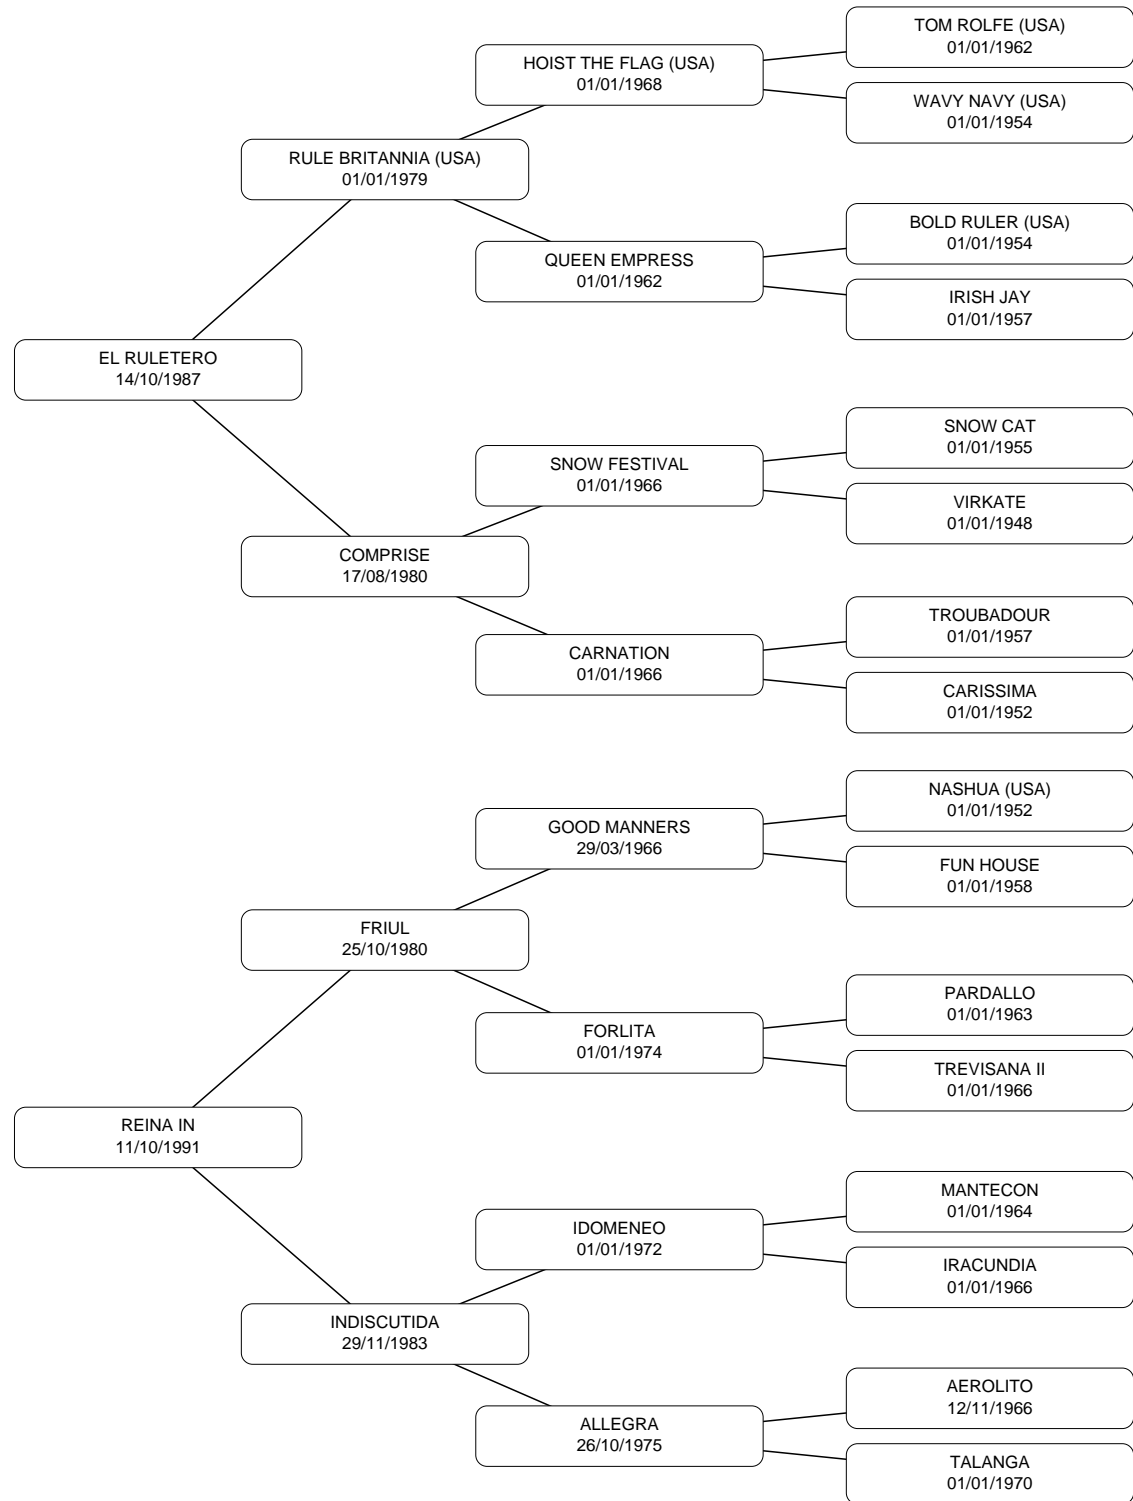 TOM ROLFE (USA)
01/01/1962
HOIST THE FLAG (USA)
01/01/1968
WAVY NAVY (USA)
01/01/1954
RULE BRITANNIA (USA)
01/01/1979
BOLD RULER (USA)
01/01/1954
QUEEN EMPRESS
01/01/1962
IRISH JAY
01/01/1957
EL RULETERO
14/10/1987
SNOW CAT
01/01/1955
SNOW FESTIVAL
01/01/1966
VIRKATE
01/01/1948
COMPRISE
17/08/1980
TROUBADOUR
01/01/1957
CARNATION
01/01/1966
CARISSIMA
01/01/1952
NASHUA (USA)
01/01/1952
GOOD MANNERS
29/03/1966
FUN HOUSE
01/01/1958
FRIUL
25/10/1980
PARDALLO
01/01/1963
FORLITA
01/01/1974
TREVISANA II
01/01/1966
REINA IN
11/10/1991
MANTECON
01/01/1964
IDOMENEO
01/01/1972
IRACUNDIA
01/01/1966
INDISCUTIDA
29/11/1983
AEROLITO
12/11/1966
ALLEGRA
26/10/1975
TALANGA
01/01/1970